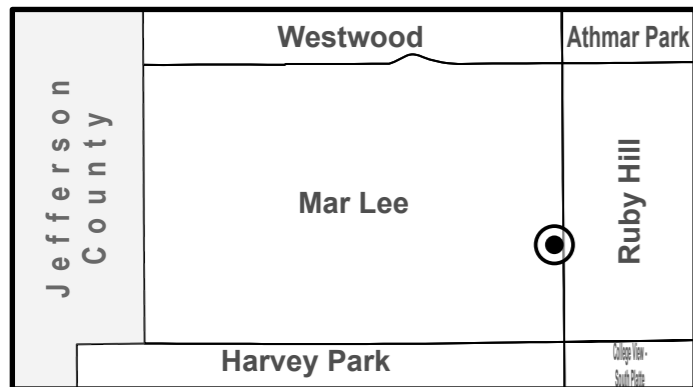 Westwood
Athmar Park
Jefferson
County
Mar Lee
Ruby Hill
Harvey Park
College View -
South Platte